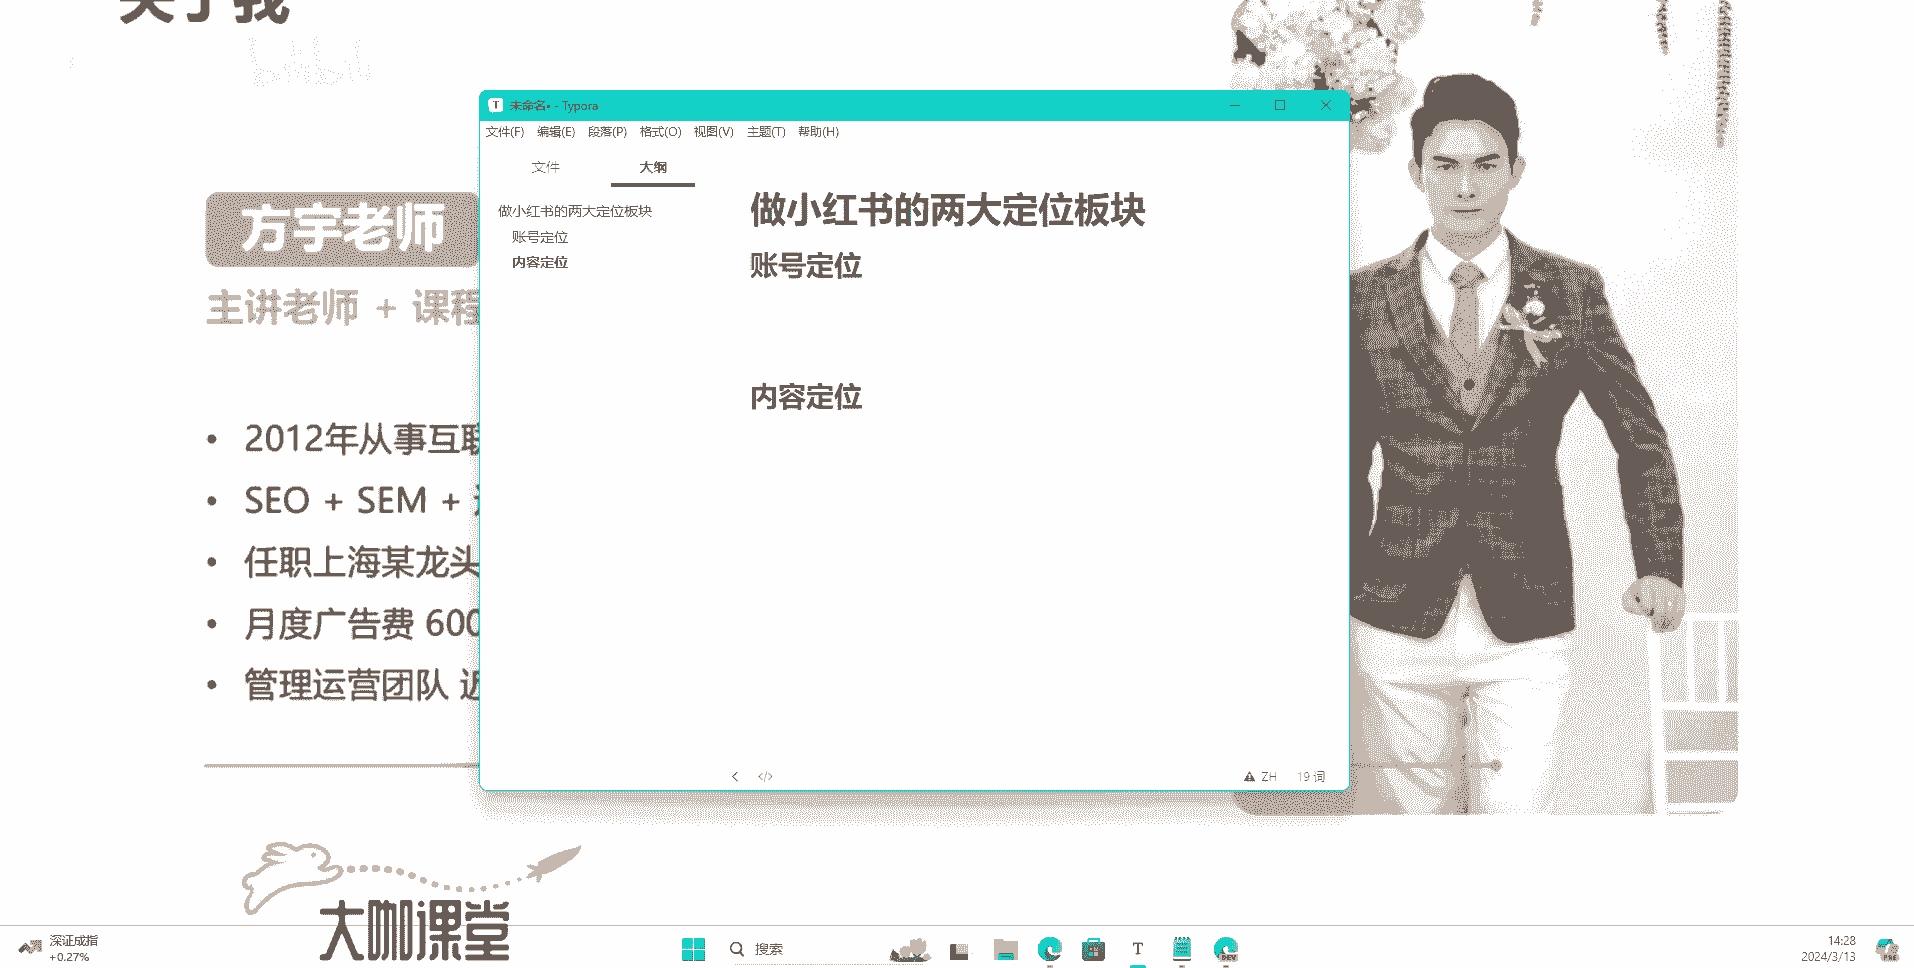 关于我
bilibili
未命名• - Typora
文件(F) 编辑(E) 段落(P) 格式(O) 视图(V) 主题(T) 帮助(H)
文件 大纲
做小红书的两大定位板块
账号定位
内容定位
做小红书的两大定位板块
账号定位
内容定位
</> ZH 19 词
方宇老师
主讲老师 + 课程
2012年从事互联
SEO + SEM +
任职上海某龙头
月度广告费 600
管理运营团队 近
大咖课堂
深证成指
+0.27%
搜索
T
DEV
14:28
2024/3/13
PRE